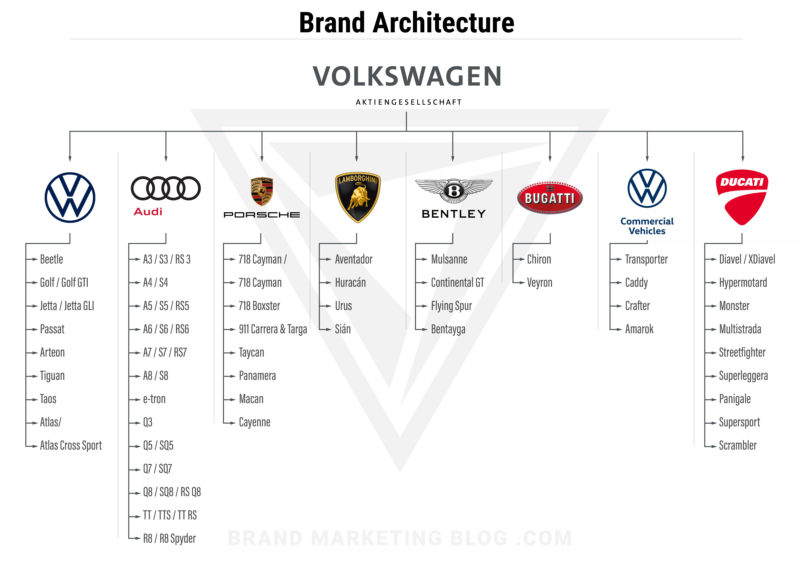 Brand Architecture
VOLKSWAGEN
AKTIENGESELLSCHAFT
Audi
PORSCHE
LAMBORGHINI
B
BENTLEY
BUGATTI
Commercial
Vehicles
DUCATI
Beetle
Golf / Golf GTI
Jetta / Jetta GLI
Passat
Arteon
Tiguan
Taos
Atlas/
Atlas Cross Sport
A3 / S3 / RS 3
A4 / S4
A5 / S5 / RS5
A6 / S6 / RS6
A7 / S7 / RS7
A8 / S8
e-tron
Q3
Q5 / SQ5
Q7 / SQ7
Q8 / SQ8 / RS Q8
TT / TTS / TT RS
R8 / R8 Spyder
718 Cayman /
718 Cayman
718 Boxster
911 Carrera & Targa
Taycan
Panamera
Macan
Cayenne
Aventador
Huracán
Urus
Sián
Mulsanne
Continental GT
Flying Spur
Bentayga
Chiron
Veyron
Transporter
Caddy
Crafter
Amarok
Diavel / XDiavel
Hypermotard
Monster
Multistrada
Streetfighter
Superleggera
Panigale
Supersport
Scrambler
BRAND MARKETING BLOG .COM